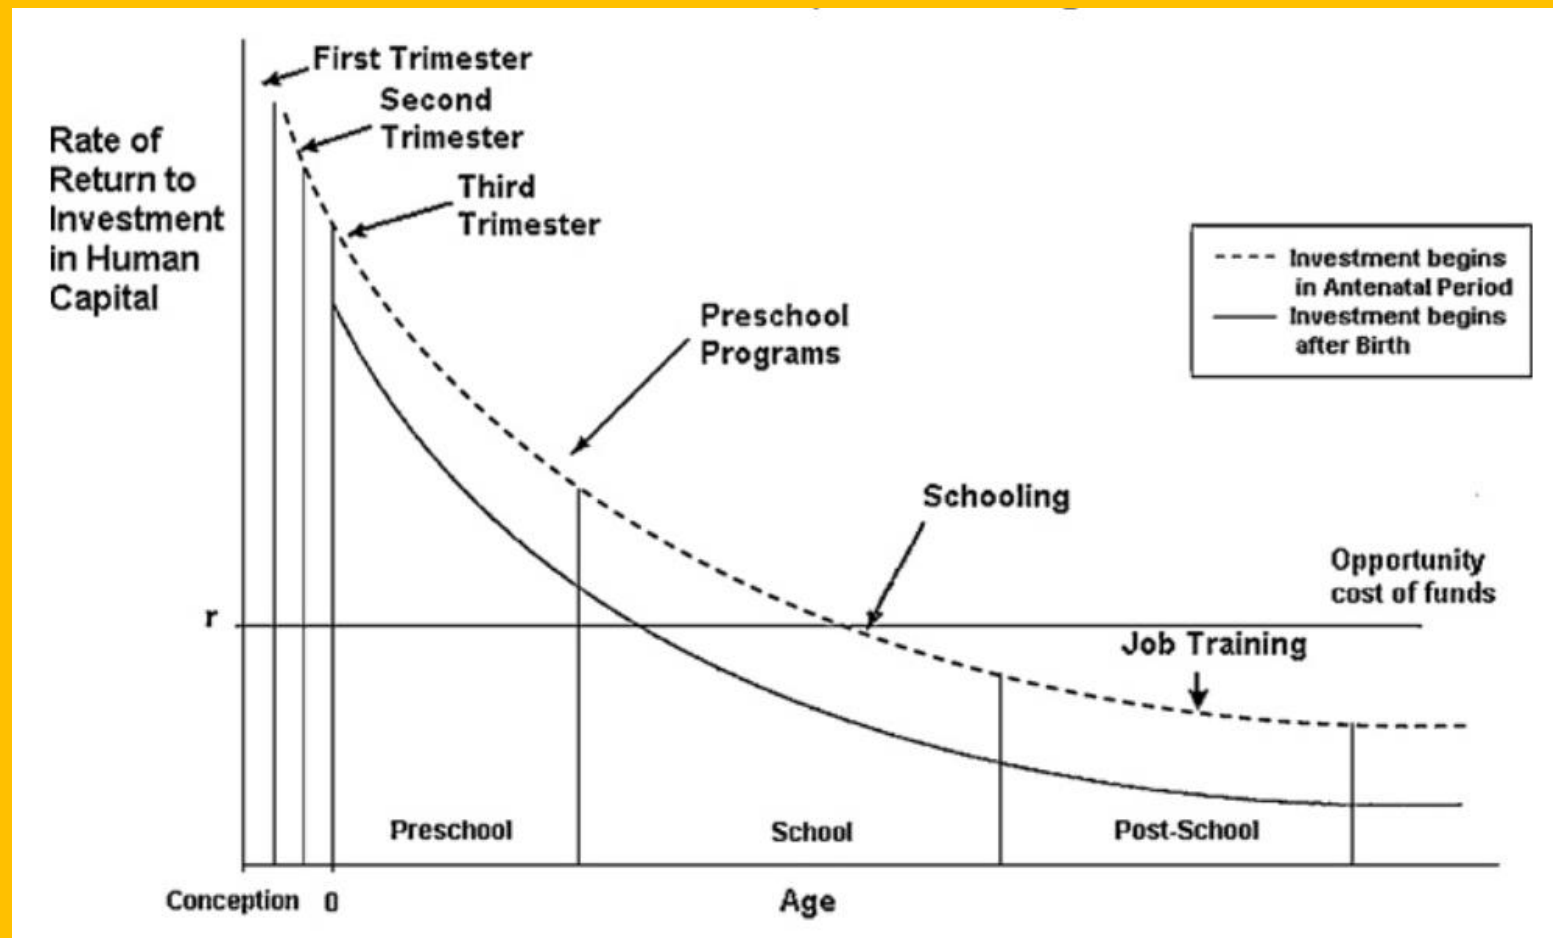 First Trimester
Second
Trimester
Third
Trimester
Rate of
Return to
Investment
in Human
Capital
Preschool
Programs
Investment begins
in Antenatal Period
Investment begins
after Birth
Schooling
Opportunity
cost of funds
r
Job Training
Preschool
School
Post-School
Conception 0
Age